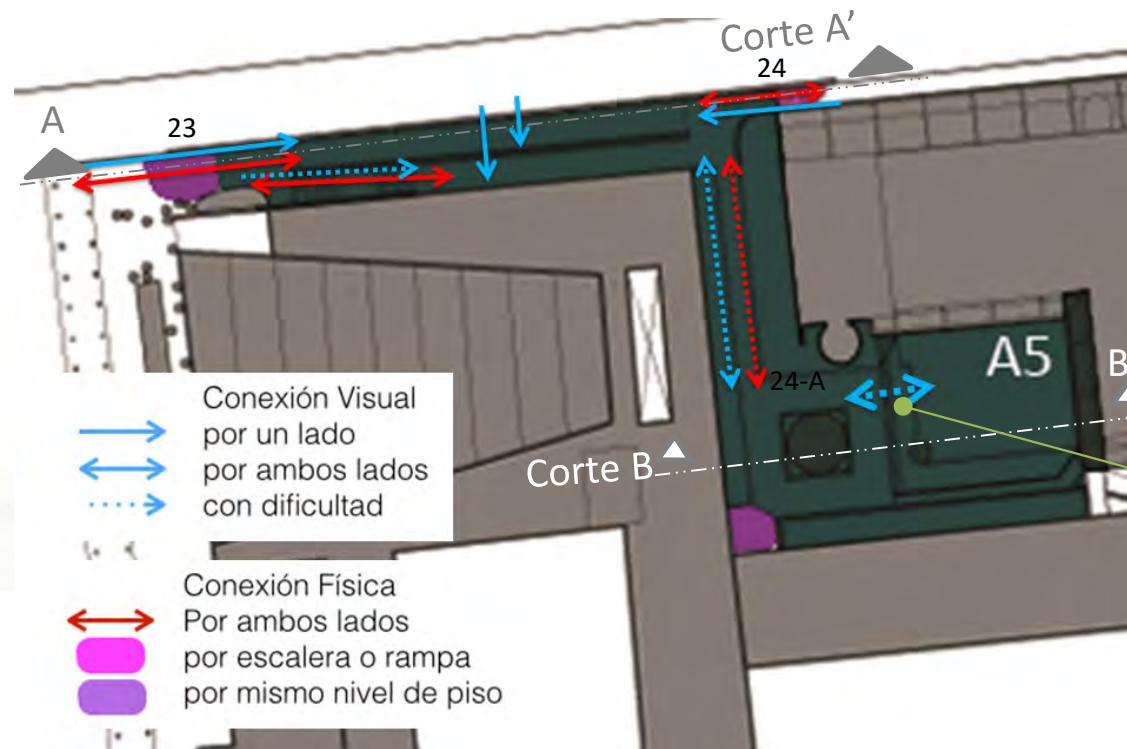 Corte A’
24
A
23
A5
24-A
B
Corte B
Conexión Visual
por un lado
por ambos lados
con dificultad
Conexión Física
Por ambos lados
por escalera o rampa
por mismo nivel de piso